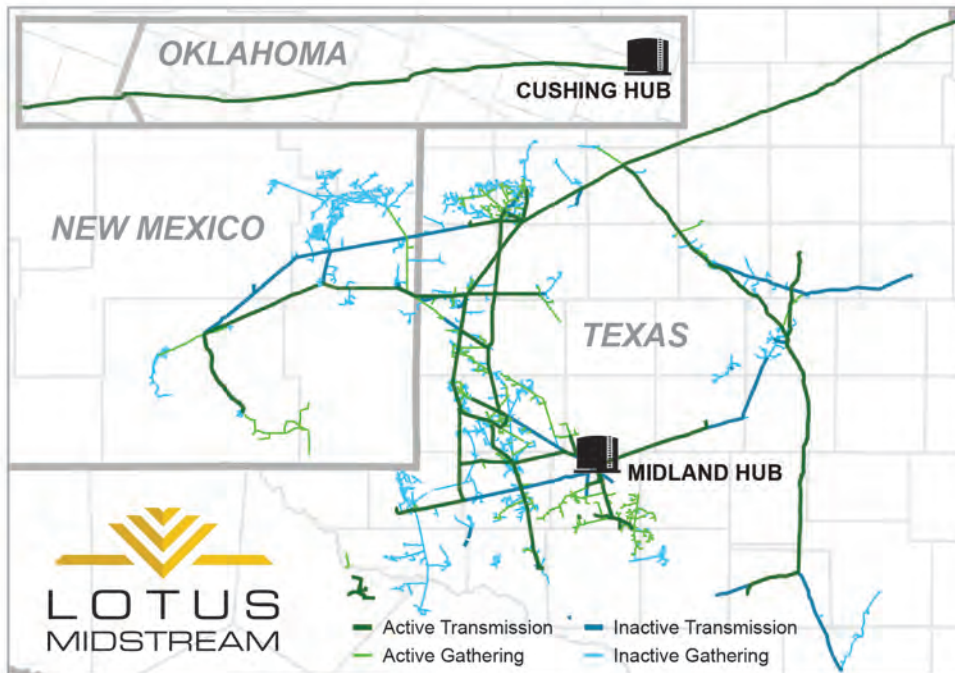 OKLAHOMA
CUSHING HUB
NEW MEXICO
TEXAS
MIDLAND HUB
LOTUS
MIDSTREAM
Active Transmission
Inactive Transmission
Active Gathering
Inactive Gathering